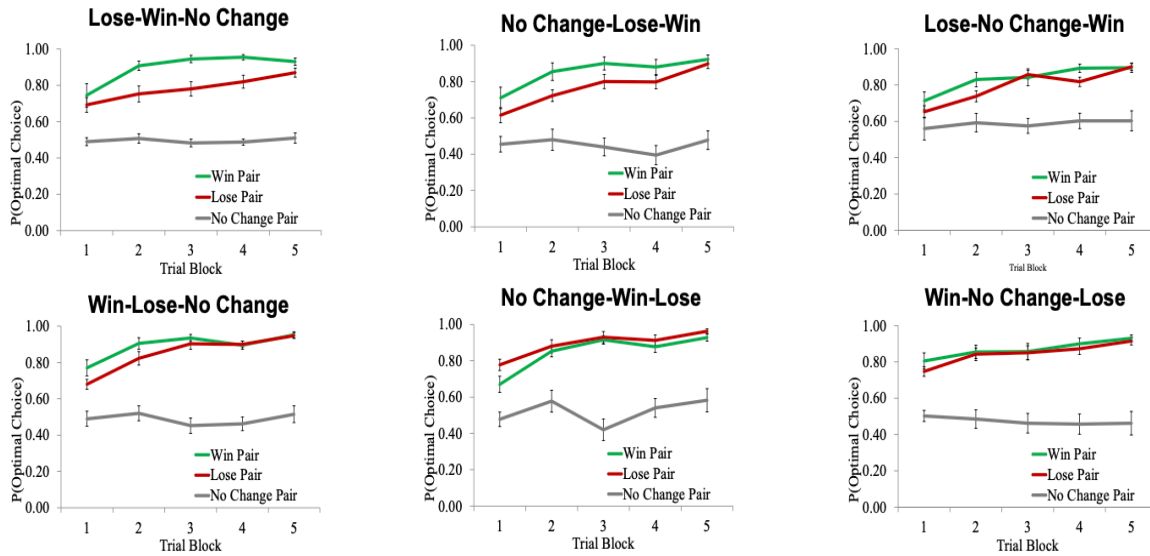 Lose-Win-No Change
P(Optimal Choice)
1.00
0.80
0.60
0.40
0.20
0.00
Win Pair
Lose Pair
No Change Pair
1 2 3 4 5
Trial Block
No Change-Lose-Win
P(Optimal Choice)
1.00
0.80
0.60
0.40
0.20
0.00
Win Pair
Lose Pair
No Change Pair
1 2 3 4 5
Trial Block
Lose-No Change-Win
P(Optimal Choice)
1.00
0.80
0.60
0.40
0.20
0.00
Win Pair
Lose Pair
No Change Pair
1 2 3 4 5
Trial Block
Win-Lose-No Change
P(Optimal Choice)
1.00
0.80
0.60
0.40
0.20
0.00
Win Pair
Lose Pair
No Change Pair
1 2 3 4 5
Trial Block
No Change-Win-Lose
P(Optimal Choice)
1.00
0.80
0.60
0.40
0.20
0.00
Win Pair
Lose Pair
No Change Pair
1 2 3 4 5
Trial Block
Win-No Change-Lose
P(Optimal Choice)
1.00
0.80
0.60
0.40
0.20
0.00
Win Pair
Lose Pair
No Change Pair
1 2 3 4 5
Trial Block